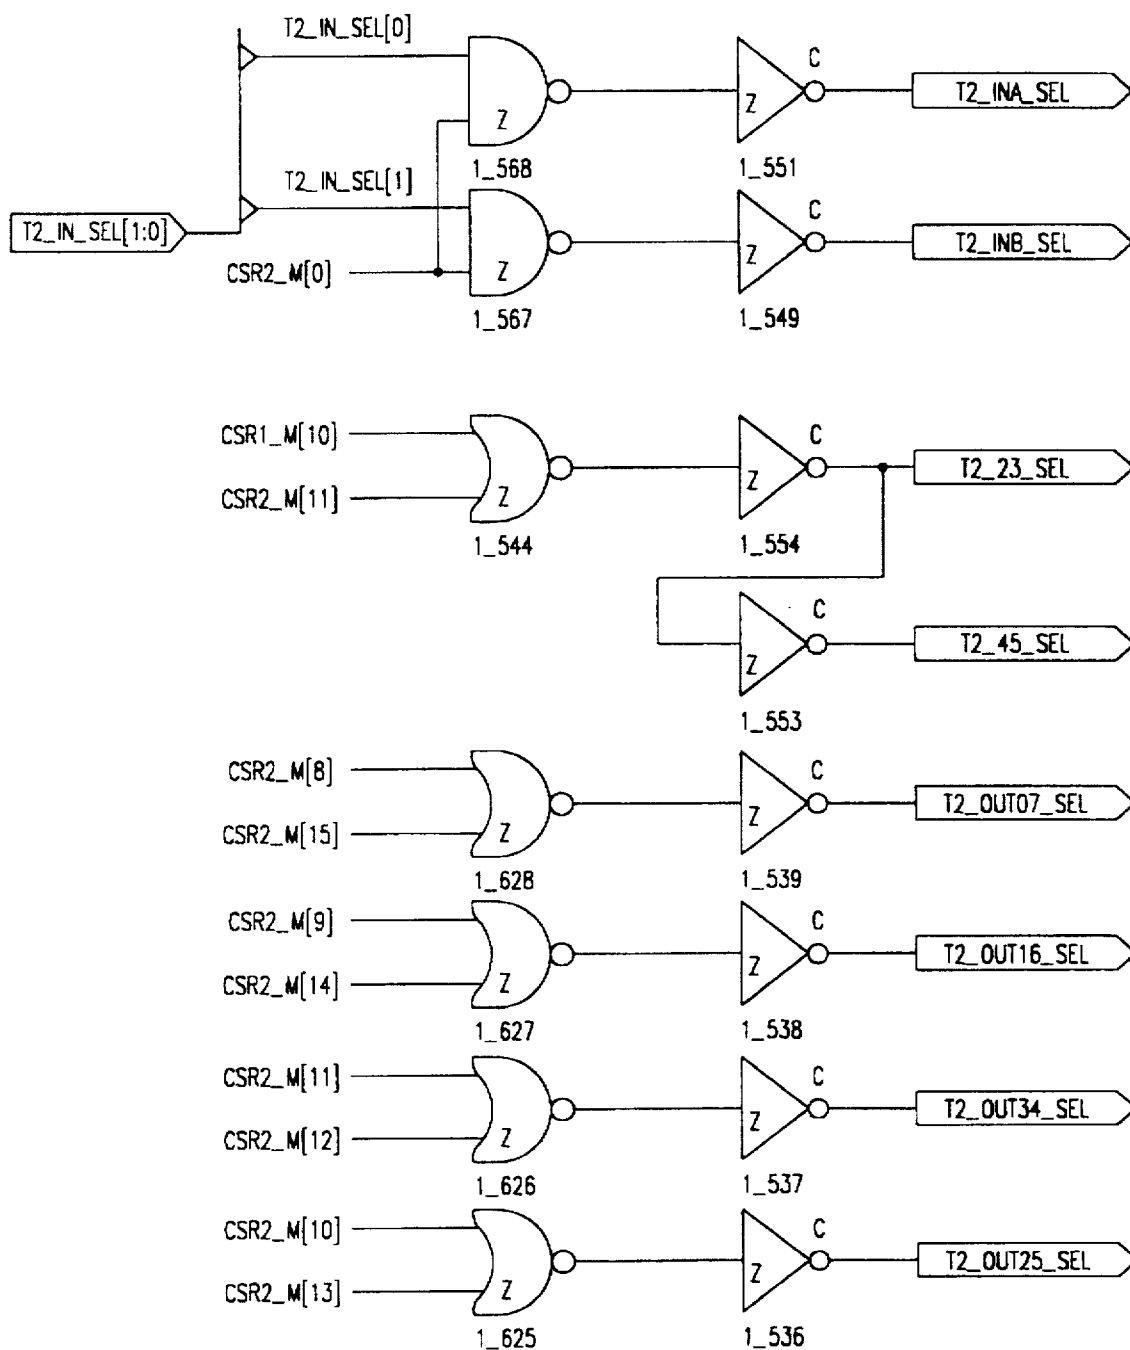 T2_IN_SEL[0]
C
Z
Z
T2_INA_SEL
1_568
1_551
T2_IN_SEL[1]
C
T2_IN_SEL[1:0]
Z
Z
T2_INB_SEL
CSR2_M[0]
1_567
1_549
CSR1_M[10]
C
Z
Z
T2_23_SEL
CSR2_M[11]
1_544
1_554
C
Z
T2_45_SEL
1_553
CSR2_M[8]
C
Z
Z
T2_OUT07_SEL
CSR2_M[15]
1_628
1_539
CSR2_M[9]
C
Z
Z
T2_OUT16_SEL
CSR2_M[14]
1_627
1_538
CSR2_M[11]
C
Z
Z
T2_OUT34_SEL
CSR2_M[12]
1_626
1_537
CSR2_M[10]
C
Z
Z
T2_OUT25_SEL
CSR2_M[13]
1_625
1_536